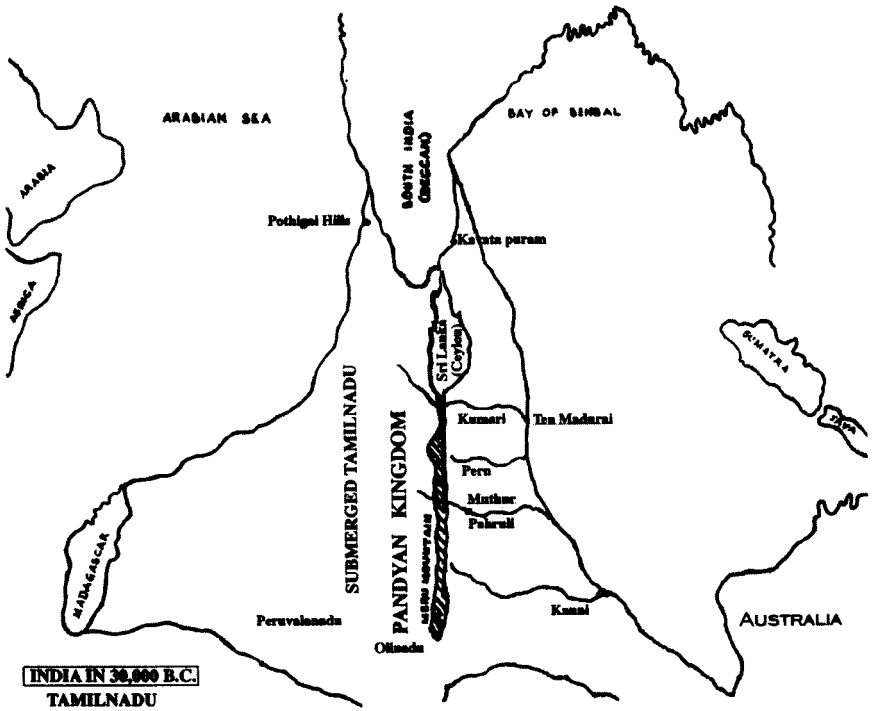 ARABIAN SEA
BAY OF BENBAL
SOUTH INDIA
(DECCAN)
ARABIA
Pothigai Hills
Kavata puram
AFRICA
Sri Lanka
(Ceylon)
SUMATRA
JAVA
Kumari
Ten Madurai
SUBMERGED TAMILNADU
PANDYAN KINGDOM
Peru
Muthur
Pahruli
MERU MOUNTAIN
MADAGASCAR
Kanni
Peruvalanadu
AUSTRALIA
Olinadu
INDIA IN 30,000 B.C.
TAMILNADU